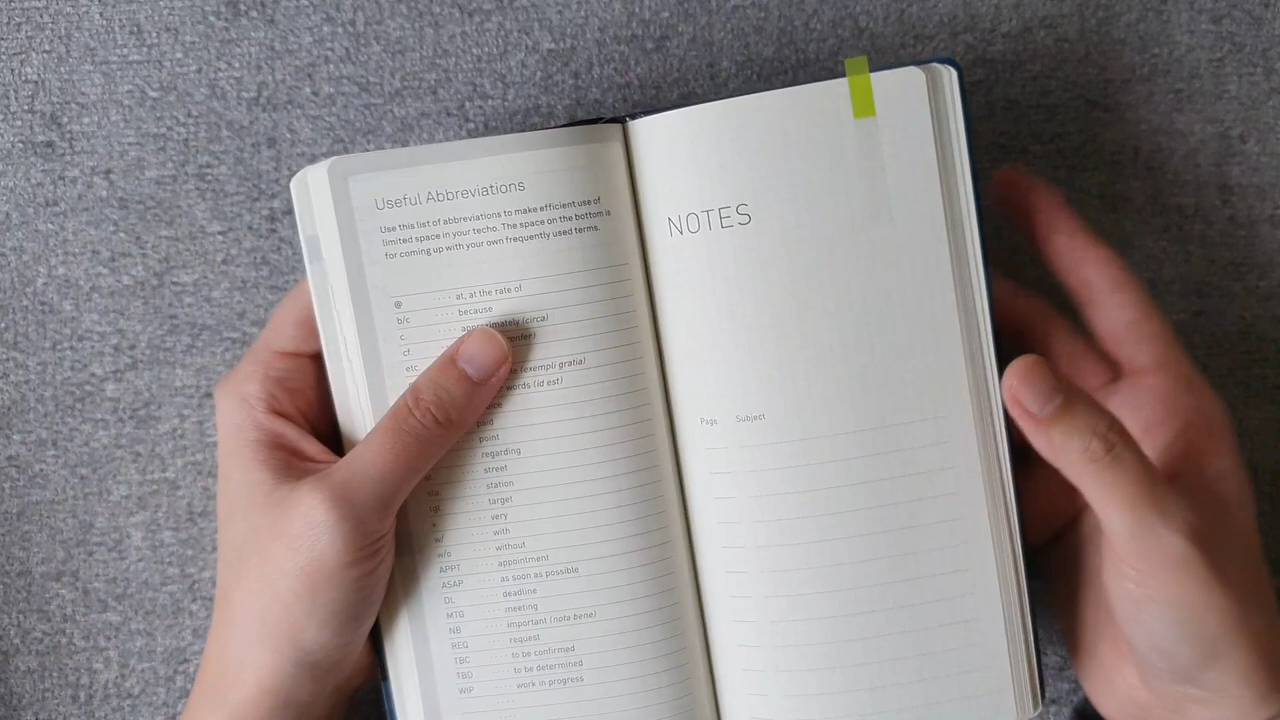 Useful Abbreviations
Use this list of abbreviations to make efficient use of
limited space in your techo. The space on the bottom is
for coming up with your own frequently used terms.
@ ···· at, at the rate of
b/c ···· because
c. ···· approximately (circa)
cf.
etc.
(exempli gratia)
words (id est)
paid
point
regarding
street
sta. ···· station
tgt. ···· target
v. ···· very
w/ ···· with
w/o ···· without
APPT ···· appointment
ASAP ···· as soon as possible
DL ···· deadline
MTG ···· meeting
NB ···· important (nota bene)
REQ ···· request
TBC ···· to be confirmed
TBD ···· to be determined
WIP ···· work in progress
····
NOTES
Page Subject